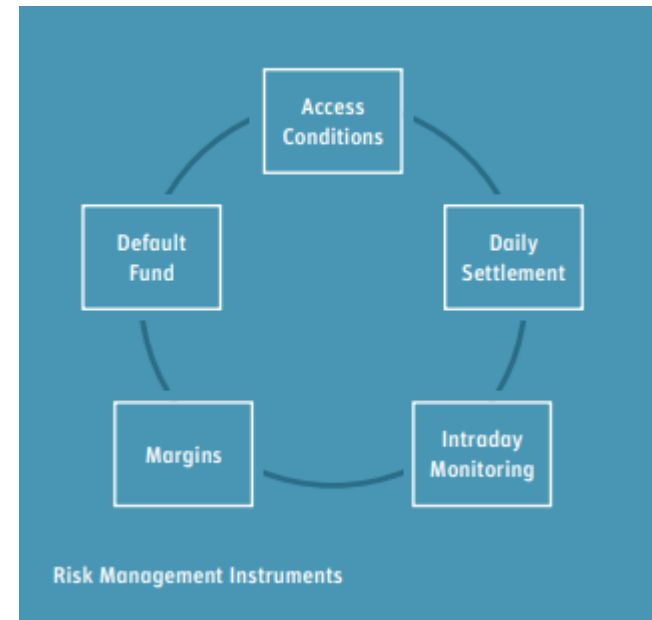 Access
Conditions
Default
Fund
Daily
Settlement
Margins
Intraday
Monitoring
Risk Management Instruments